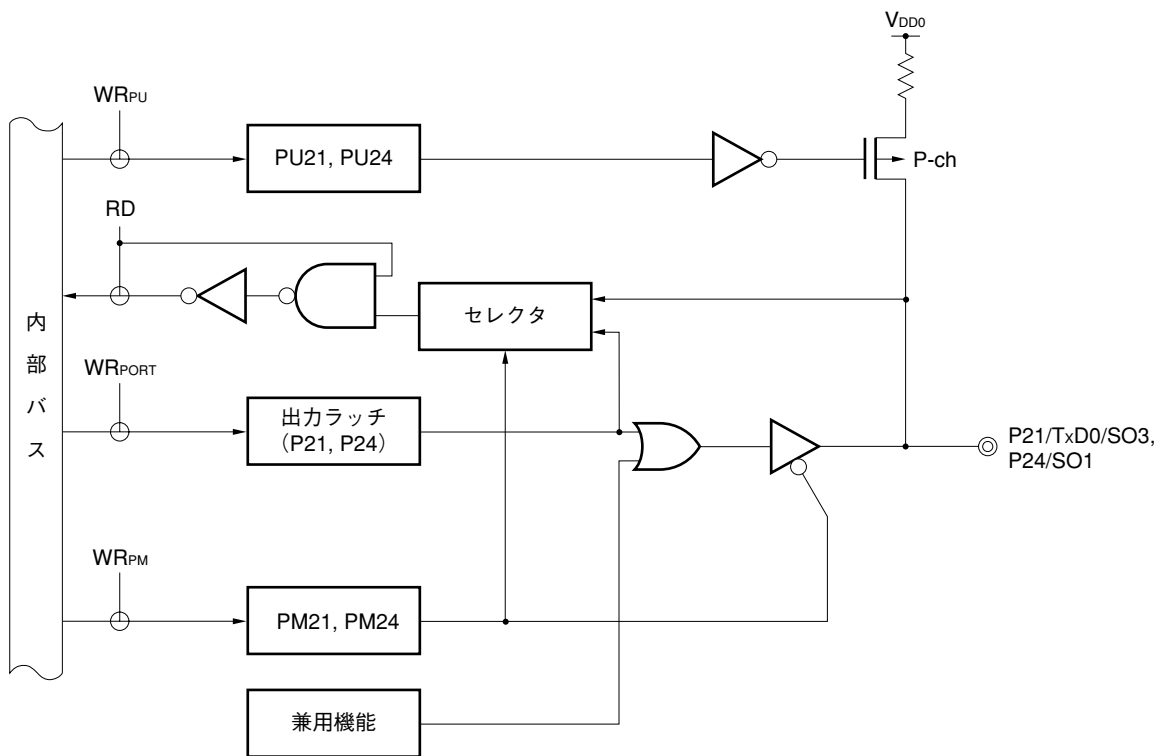 VDD0
WRPU
PU21, PU24
P-ch
RD
セレクタ
内部バス
WRPORT
出力ラッチ
(P21, P24)
P21/TxD0/SO3,
P24/SO1
WRPM
PM21, PM24
兼用機能